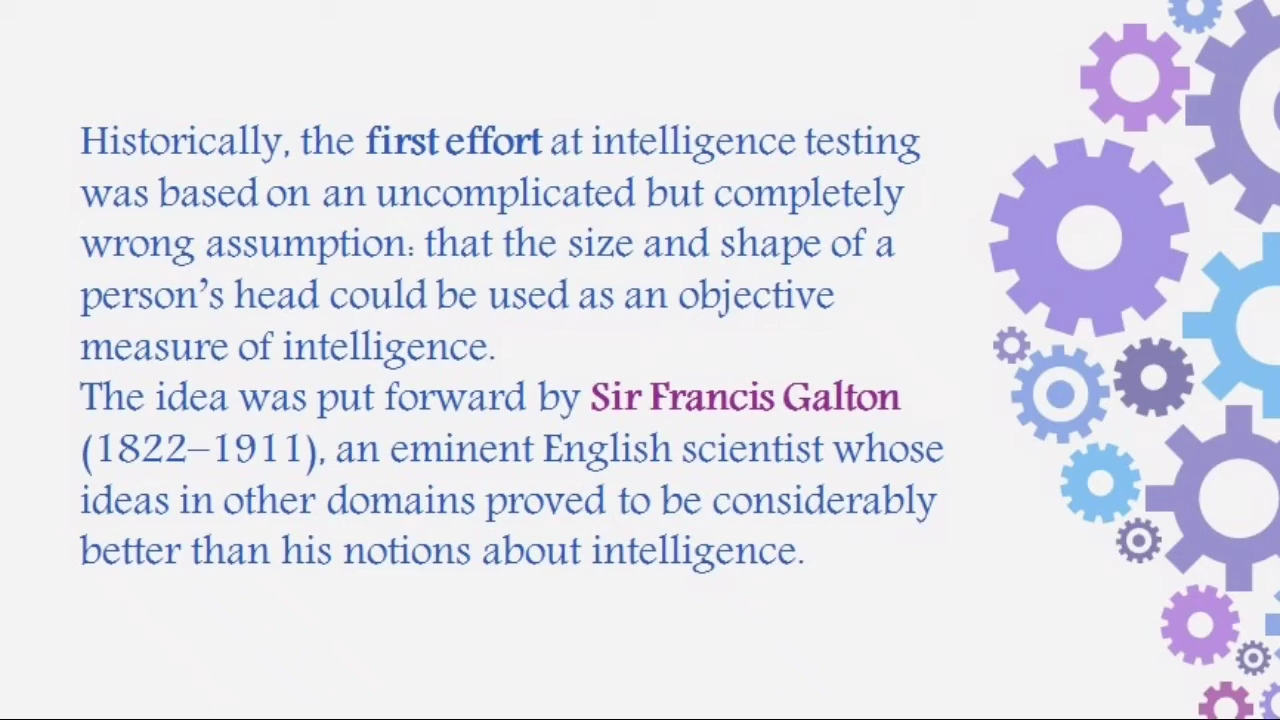 Historically, the first effort at intelligence testing
was based on an uncomplicated but completely
wrong assumption: that the size and shape of a
person’s head could be used as an objective
measure of intelligence.
The idea was put forward by Sir Francis Galton
(1822–1911), an eminent English scientist whose
ideas in other domains proved to be considerably
better than his notions about intelligence.